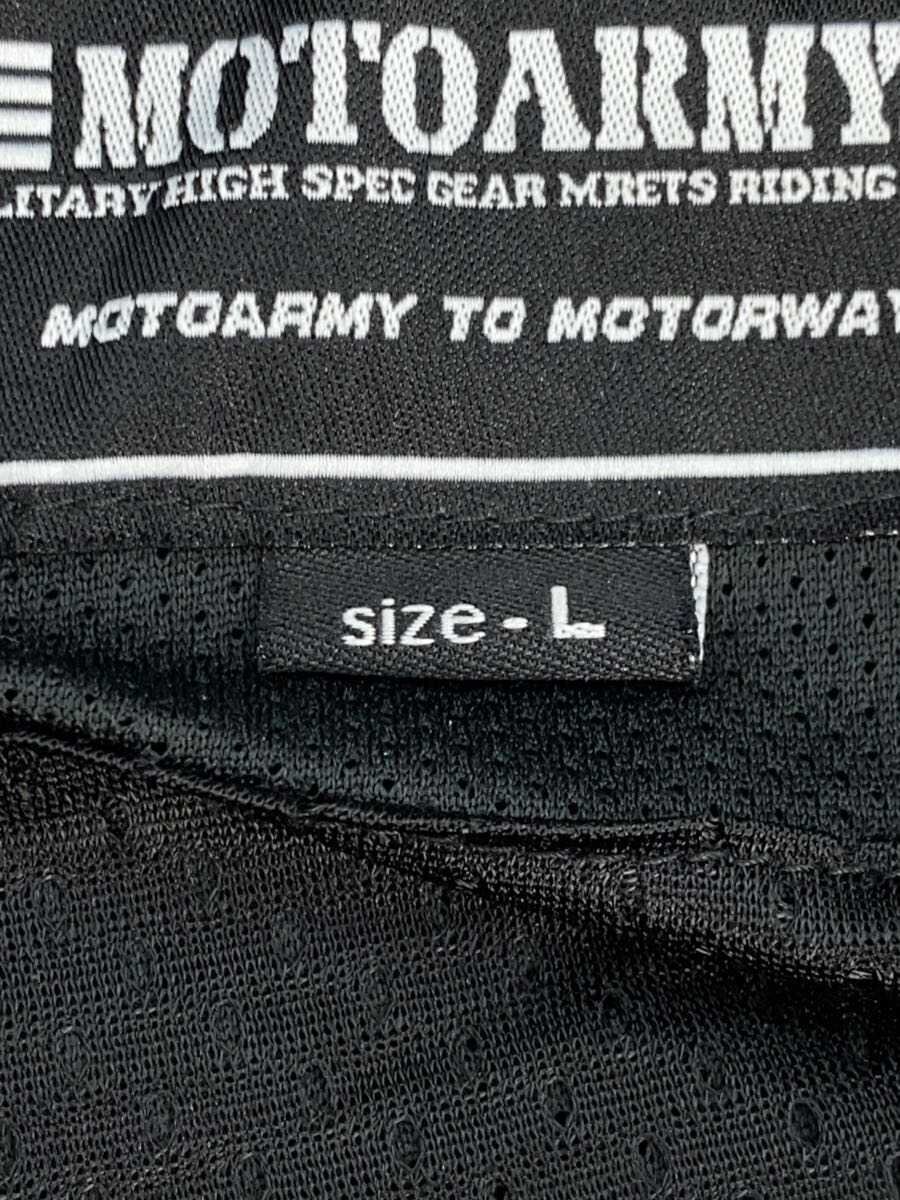 MOTOARMY
LITARY HIGH SPEC GEAR MRETS RIDING
MOTOARMY TO MOTORWAY
size - L